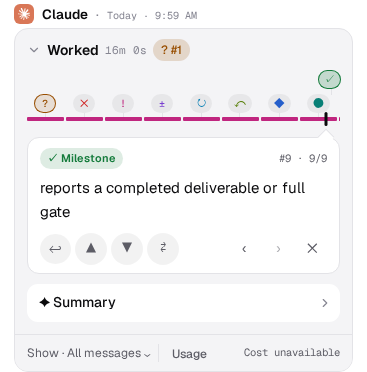 Claude · Today · 9:59 AM
Worked 16m 0s ? #1
✓
? ✕ ! ±
✓ Milestone #9 · 9/9
reports a completed deliverable or full
gate
Summary
Show · All messages Usage Cost unavailable